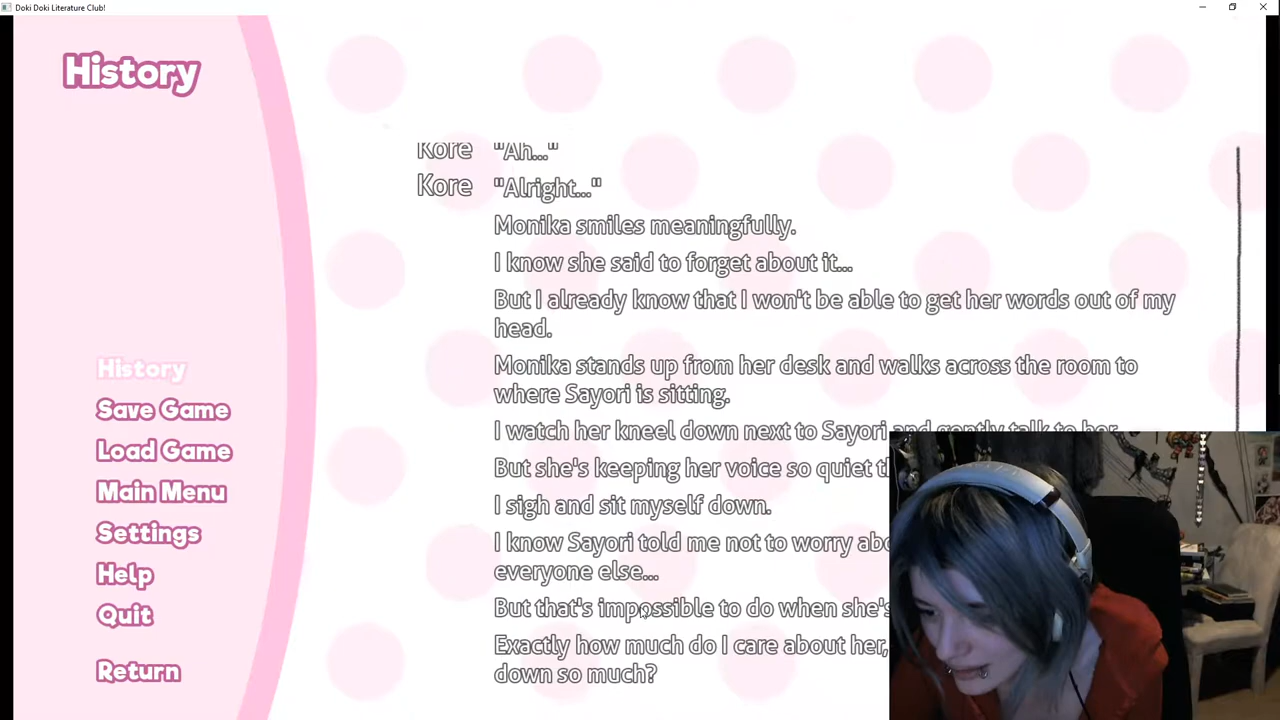 Doki Doki Literature Club!
History
Kore "Ah..."
Kore "Alright..."
Monika smiles meaningfully.
I know she said to forget about it...
But I already know that I won't be able to get her words out of my
head.
Monika stands up from her desk and walks across the room to
where Sayori is sitting.
I watch her kneel down next to Sayori and gently talk to her.
But she's keeping her voice so quiet
I sigh and sit myself down.
I know Sayori told me not to worry
everyone else...
But that's impossible to do when she's
Exactly how much do I care about her,
down so much?
History
Save Game
Load Game
Main Menu
Settings
Help
Quit
Return